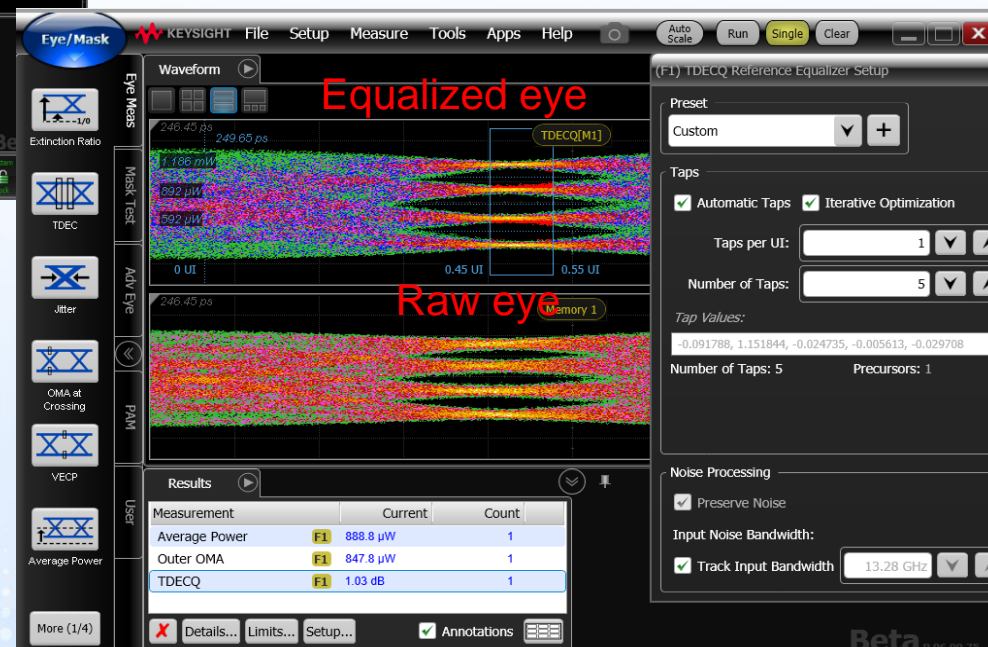 Eye/Mask
KEYSIGHT File Setup Measure Tools Apps Help
Auto Scale
Run
Single
Clear
Extinction Ratio
TDEC
Jitter
OMA at
Crossing
VECP
Average Power
More (1/4)
Eye Meas
Mask Test
Adv Eye
PAM
User
Waveform
Equalized eye
246.45 ps
249.65 ps
TDECQ[M1]
1.186 mW
892 µW
592 µW
0 UI
0.45 UI
0.55 UI
246.45 ps
Raw eye
Memory 1
Results
Measurement Current Count
Average Power F1 888.8 µW 1
Outer OMA F1 847.8 µW 1
TDECQ F1 1.03 dB 1
Details... Limits... Setup... Annotations
(F1) TDECQ Reference Equalizer Setup
Preset
Custom
Taps
Automatic Taps Iterative Optimization
Taps per UI: 1
Number of Taps: 5
Tap Values:
-0.091788, 1.151844, -0.024735, -0.005613, -0.029708
Number of Taps: 5 Precursors: 1
Noise Processing
Preserve Noise
Input Noise Bandwidth:
Track Input Bandwidth 13.28 GHz
Beta